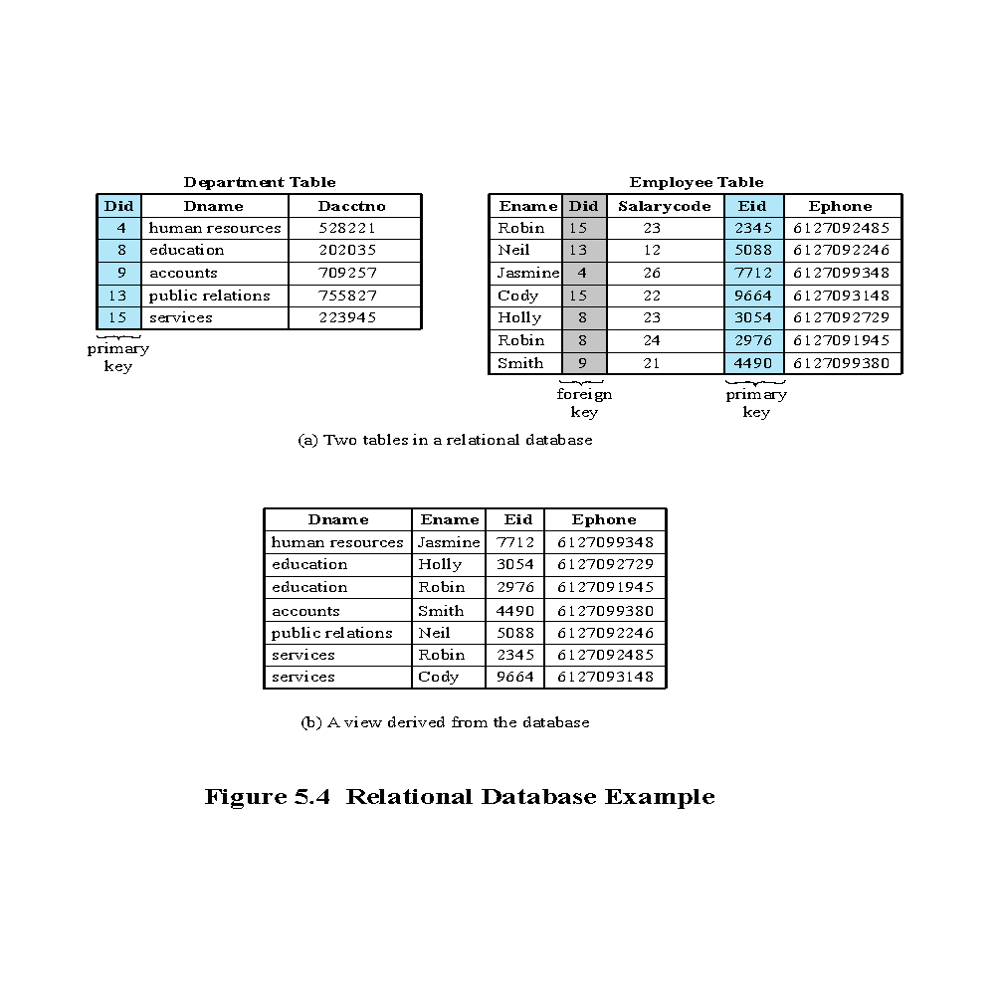 Department Table
Did Dname Dacctno
4 human resources 528221
8 education 202035
9 accounts 709257
13 public relations 755827
15 services 223945
primary
key
Employee Table
Ename Did Salarycode Eid Ephone
Robin 15 23 2345 6127092485
Neil 13 12 5088 6127092246
Jasmine 4 26 7712 6127099348
Cody 15 22 9664 6127093148
Holly 8 23 3054 6127092729
Robin 8 24 2976 6127091945
Smith 9 21 4490 6127099380
foreign
key
primary
key
(a) Two tables in a relational database
Dname Ename Eid Ephone
human resources Jasmine 7712 6127099348
education Holly 3054 6127092729
education Robin 2976 6127091945
accounts Smith 4490 6127099380
public relations Neil 5088 6127092246
services Robin 2345 6127092485
services Cody 9664 6127093148
(b) A view derived from the database
Figure 5.4 Relational Database Example